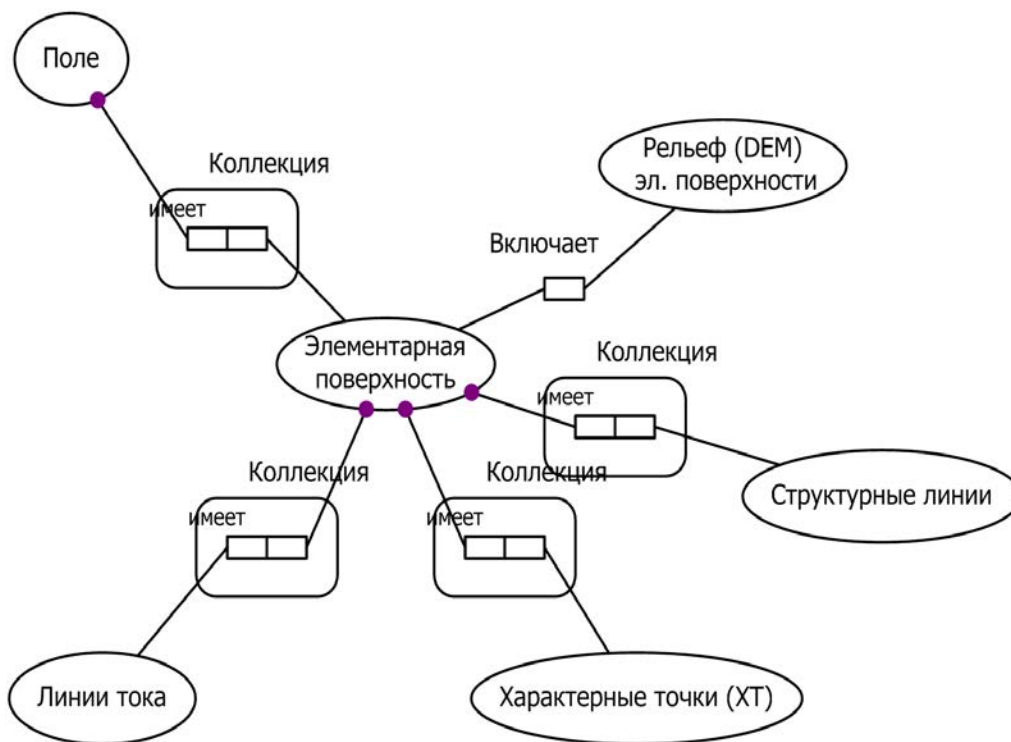 Поле
Коллекция
имеет
Рельеф (DEM)
эл. поверхности
Включает
Элементарная
поверхность
Коллекция
имеет
Структурные линии
Коллекция
имеет
Коллекция
имеет
Линии тока
Характерные точки (ХТ)